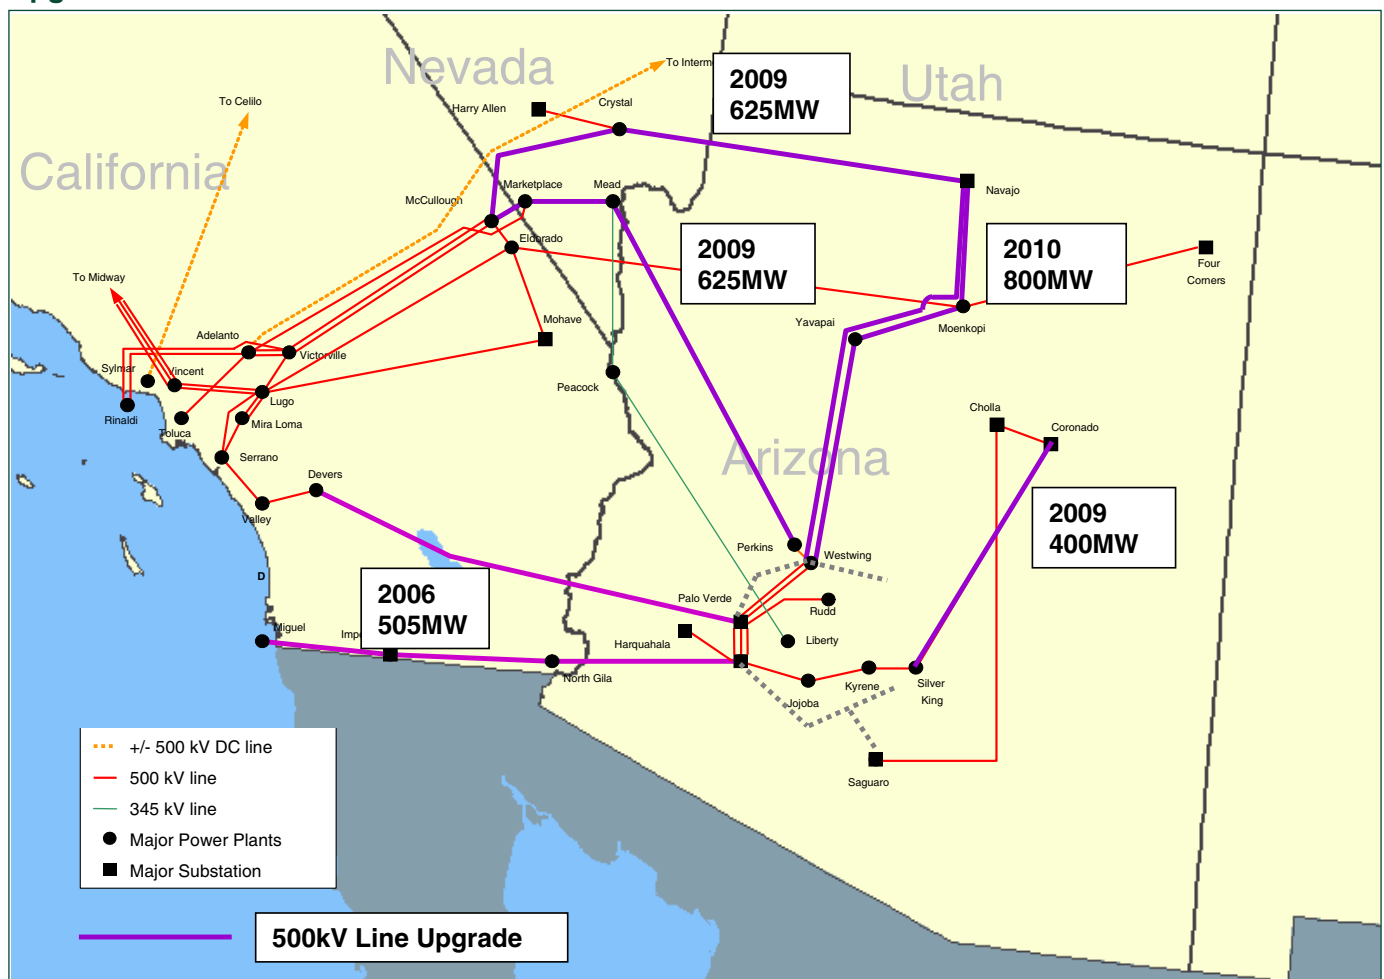 Nevada
Utah
California
Arizona
To Celilo
To Midway
2009
625MW
Harry Allen
Crystal
McCullough
Marketplace
Mead
Navajo
Eldorado
2009
625MW
2010
800MW
Four
Corners
Moenkopi
Yavapai
Mohave
Adelanto
Victorville
Sylmar
Vincent
Lugo
Rinaldi
Toluca
Mira Loma
Peacock
Cholla
Coronado
Serrano
Devers
Valley
2009
400MW
Perkins
Westwing
D
2006
505MW
Palo Verde
Rudd
Miguel
Harquahala
Liberty
North Gila
Jojoba
Kyrene
Silver
King
Saguaro
+/- 500 kV DC line
500 kV line
345 kV line
Major Power Plants
Major Substation
500kV Line Upgrade